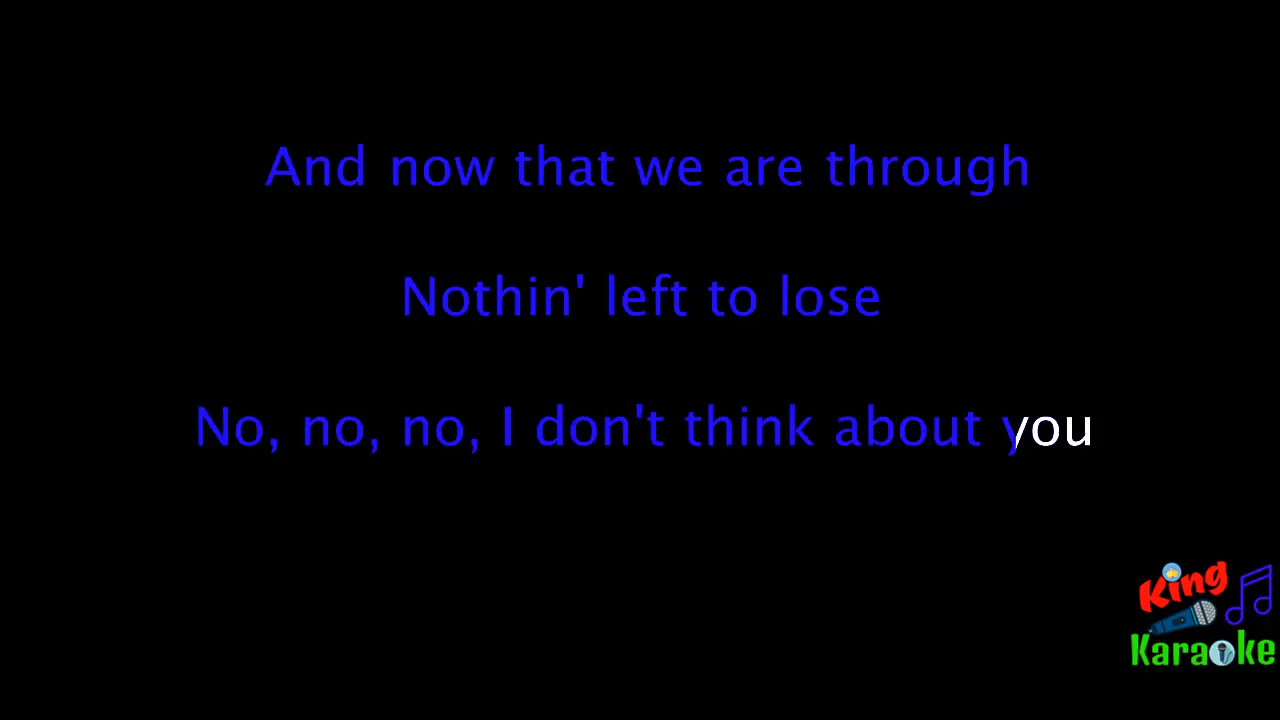 And now that we are through
Nothin' left to lose
No, no, no, I don't think about you
King
Karaoke